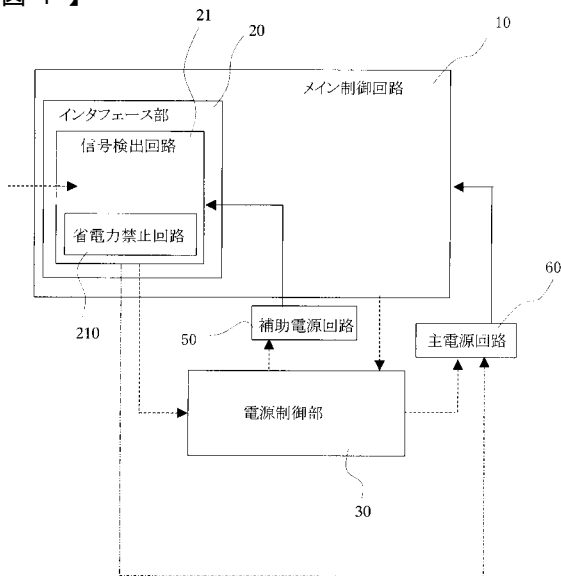 21
20
10
メイン制御回路
インタフェース部
信号検出回路
省電力禁止回路
210
50
補助電源回路
60
主電源回路
電源制御部
30